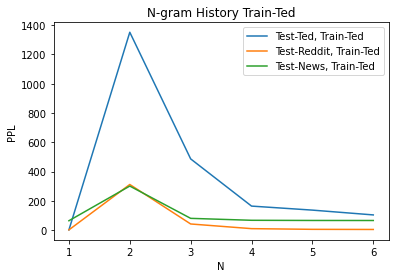 N-gram History Train-Ted
Test-Ted, Train-Ted
Test-Reddit, Train-Ted
Test-News, Train-Ted
PPL
1400
1200
1000
800
600
400
200
0
1 2 3 4 5 6
N